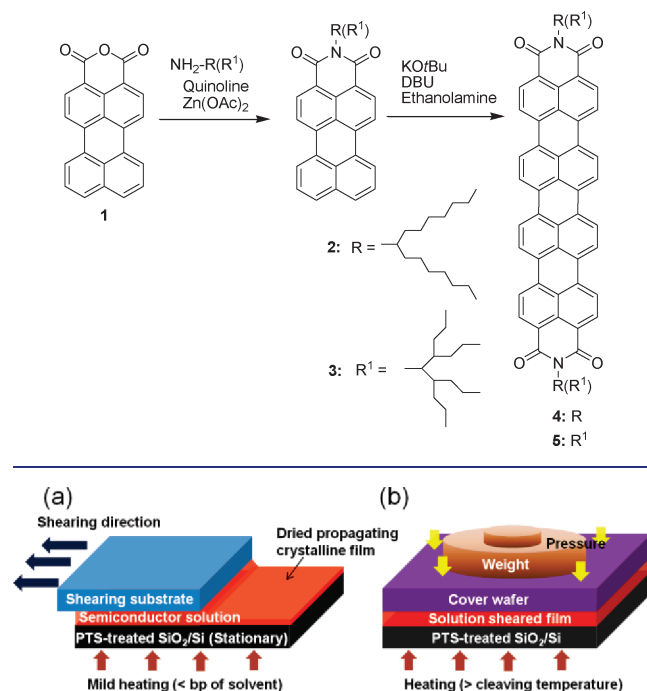 R(R¹)
O N O
R(R¹)
O O O
NH₂-R(R¹)
Quinoline
Zn(OAc)₂
O N O
KOtBu
DBU
Ethanolamine
1
2: R =
3: R¹ =
O N O
R(R¹)
4: R
5: R¹
(a)
Shearing direction
Dried propagating
crystalline film
Shearing substrate
Semiconductor solution
PTS-treated SiO₂/Si (Stationary)
Mild heating (< bp of solvent)
(b)
Pressure
Weight
Cover wafer
Solution sheared film
PTS-treated SiO₂/Si
Heating (> cleaving temperature)